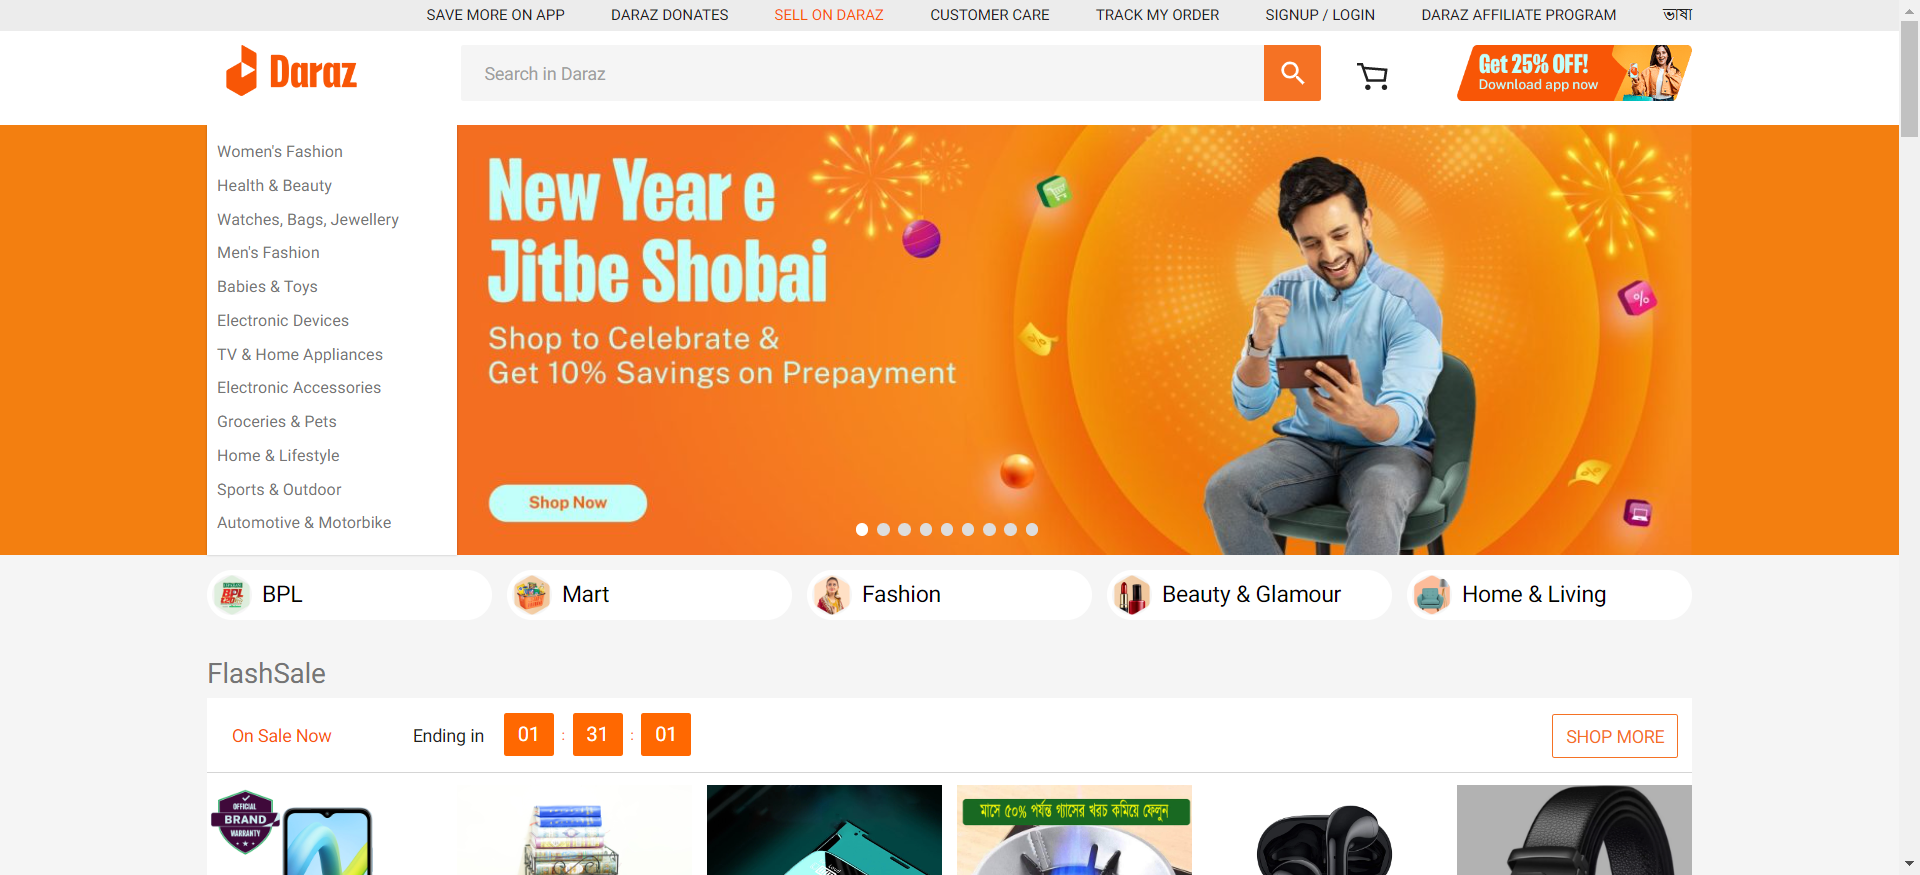 SAVE MORE ON APP
DARAZ DONATES
SELL ON DARAZ
CUSTOMER CARE
TRACK MY ORDER
SIGNUP / LOGIN
DARAZ AFFILIATE PROGRAM
ভাষা
Daraz
Search in Daraz
Get 25% OFF!
Download app now
Women's Fashion
Health & Beauty
Watches, Bags, Jewellery
Men's Fashion
Babies & Toys
Electronic Devices
TV & Home Appliances
Electronic Accessories
Groceries & Pets
Home & Lifestyle
Sports & Outdoor
Automotive & Motorbike
New Year e
Jitbe Shobai
Shop to Celebrate &
Get 10% Savings on Prepayment
Shop Now
BPL
BPL
Mart
Fashion
Beauty & Glamour
Home & Living
FlashSale
On Sale Now
Ending in
01 : 31 : 01
SHOP MORE
OFFICIAL
BRAND
WARRANTY
মাসে ৫০% পর্যন্ত গ্যাসের খরচ কমিয়ে ফেলুন